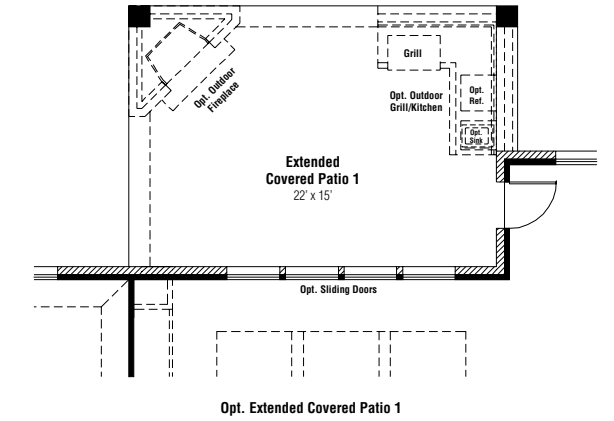 Grill
Opt. Outdoor
Fireplace
Opt. Outdoor
Grill/Kitchen
Opt.
Ref.
Opt.
Sink
Extended
Covered Patio 1
22' x 15'
Opt. Sliding Doors
Opt. Extended Covered Patio 1